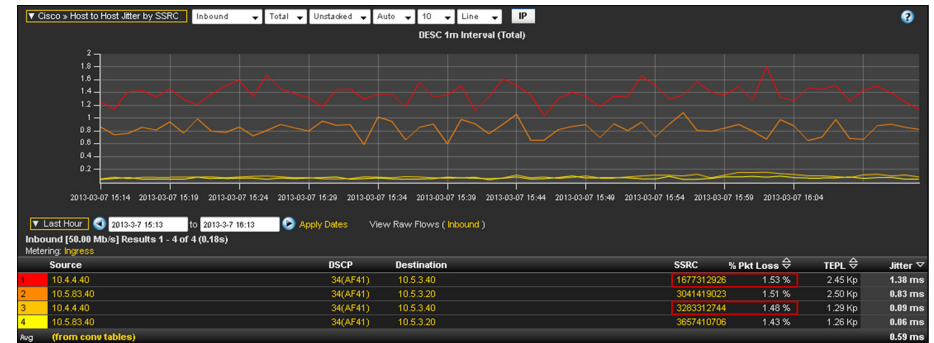 ▼ Cisco » Host to Host Jitter by SSRC Inbound Total Unstacked Auto 10 Line IP ?
DESC 1m Interval (Total)
2
1.8
1.6
1.4
1.2
1
0.8
0.6
0.4
0.2
2013-03-07 15:14 2013-03-07 15:19 2013-03-07 15:24 2013-03-07 15:29 2013-03-07 15:34 2013-03-07 15:39 2013-03-07 15:44 2013-03-07 15:49 2013-03-07 15:54 2013-03-07 15:59 2013-03-07 16:04
▼ Last Hour 2013-3-7 15:13 to 2013-3-7 16:13 Apply Dates View Raw Flows ( Inbound )
Inbound [50.00 Mb/s] Results 1 - 4 of 4 (0.18s)
Metering: Ingress
Source DSCP Destination SSRC % Pkt Loss TEPL Jitter
1 10.4.4.40 34(AF41) 10.5.3.40 1677312926 1.53 % 2.45 Kp 1.38 ms
2 10.5.83.40 34(AF41) 10.5.3.20 3041419023 1.51 % 2.50 Kp 0.83 ms
3 10.4.4.40 34(AF41) 10.5.3.40 3283312744 1.48 % 1.29 Kp 0.09 ms
4 10.5.83.40 34(AF41) 10.5.3.20 3657410706 1.43 % 1.26 Kp 0.06 ms
Avg (from conv tables) 0.59 ms